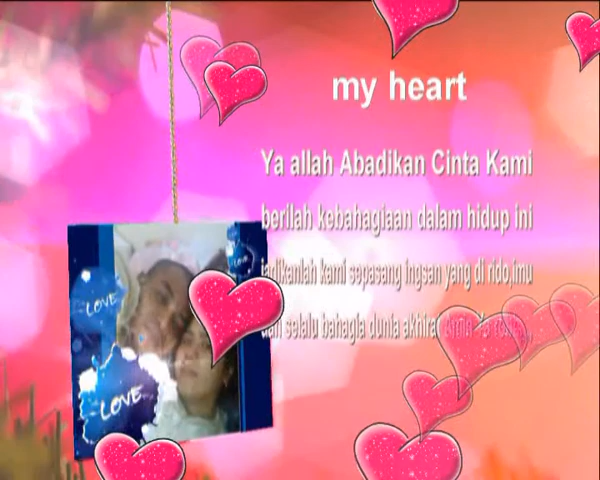 my heart
Ya allah Abadikan Cinta Kami
berilah kebahagiaan dalam hidup ini
jadikanlah kami sepasang ingsan yang di rido,imu
dan selalu bahagia dunia akhirat
LOVE
LOVE